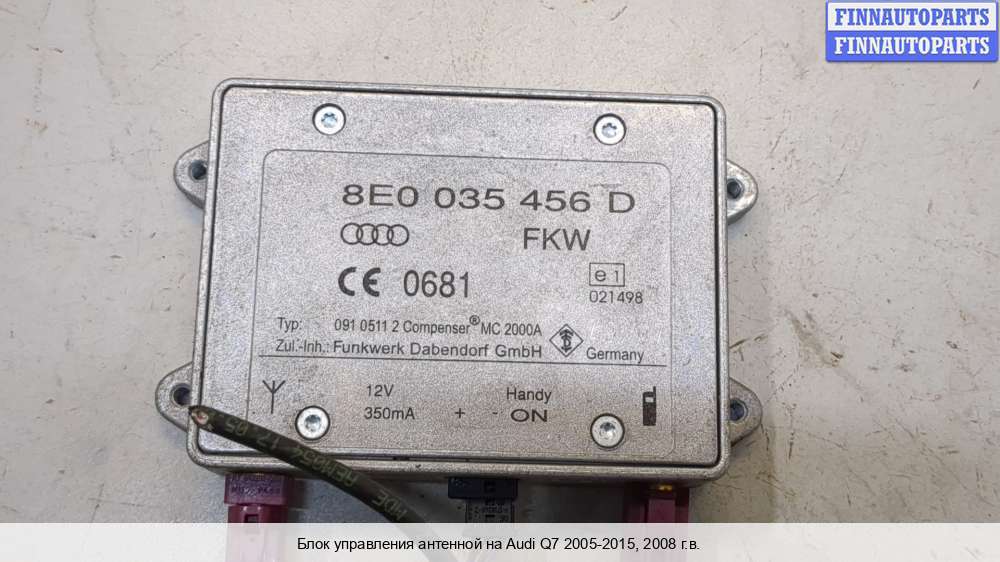 FINNAUTOPARTS
FINNAUTOPARTS
8E0 035 456 D
FKW
CE 0681
e1
021498
Typ: 091 0511 2 Compenser® MC 2000A
Zul.-Inh.: Funkwerk Dabendorf GmbH
Germany
12V
350mA
+ -
Handy
ON
Блок управления антенной на Audi Q7 2005-2015, 2008 г.в.